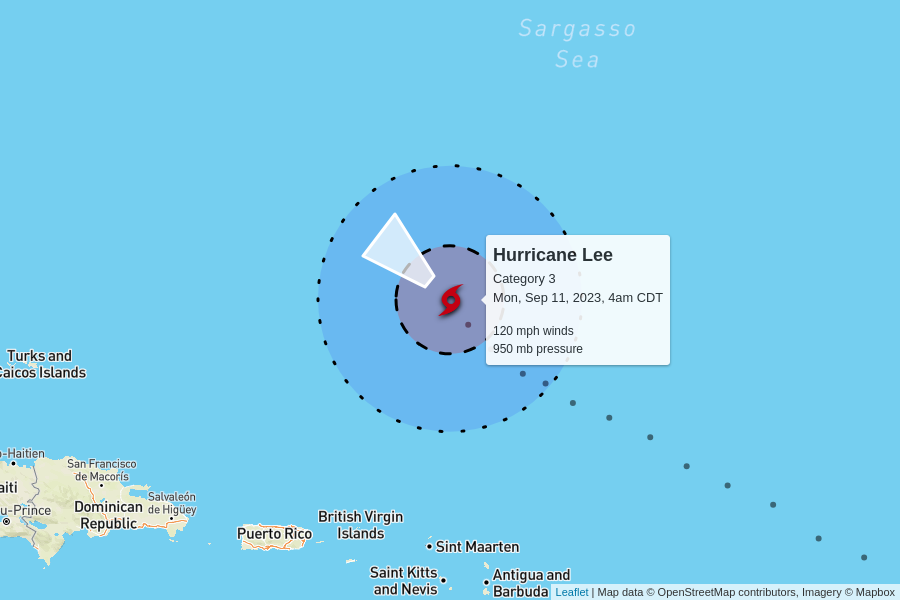 Sargasso
Sea
Hurricane Lee
Category 3
Mon, Sep 11, 2023, 4am CDT
120 mph winds
950 mb pressure
Turks and
Caicos Islands
o-Haitien
San Francisco
de Macorís
aiti
Salvaleón
de Higüey
u-Prince
Dominican
Republic
Puerto Rico
British Virgin
Islands
Sint Maarten
Saint Kitts
and Nevis
Antigua and
Barbuda
Leaflet | Map data © OpenStreetMap contributors, Imagery © Mapbox